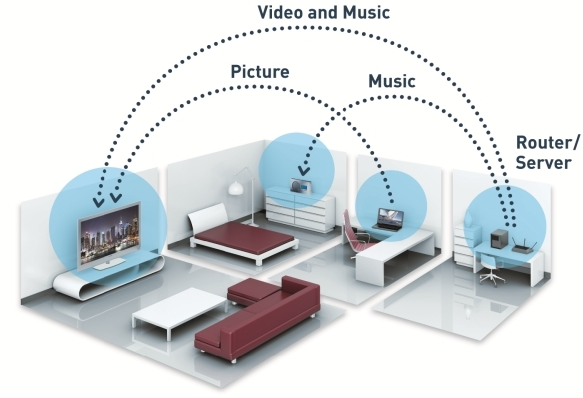 Video and Music
Picture
Music
Router/
Server